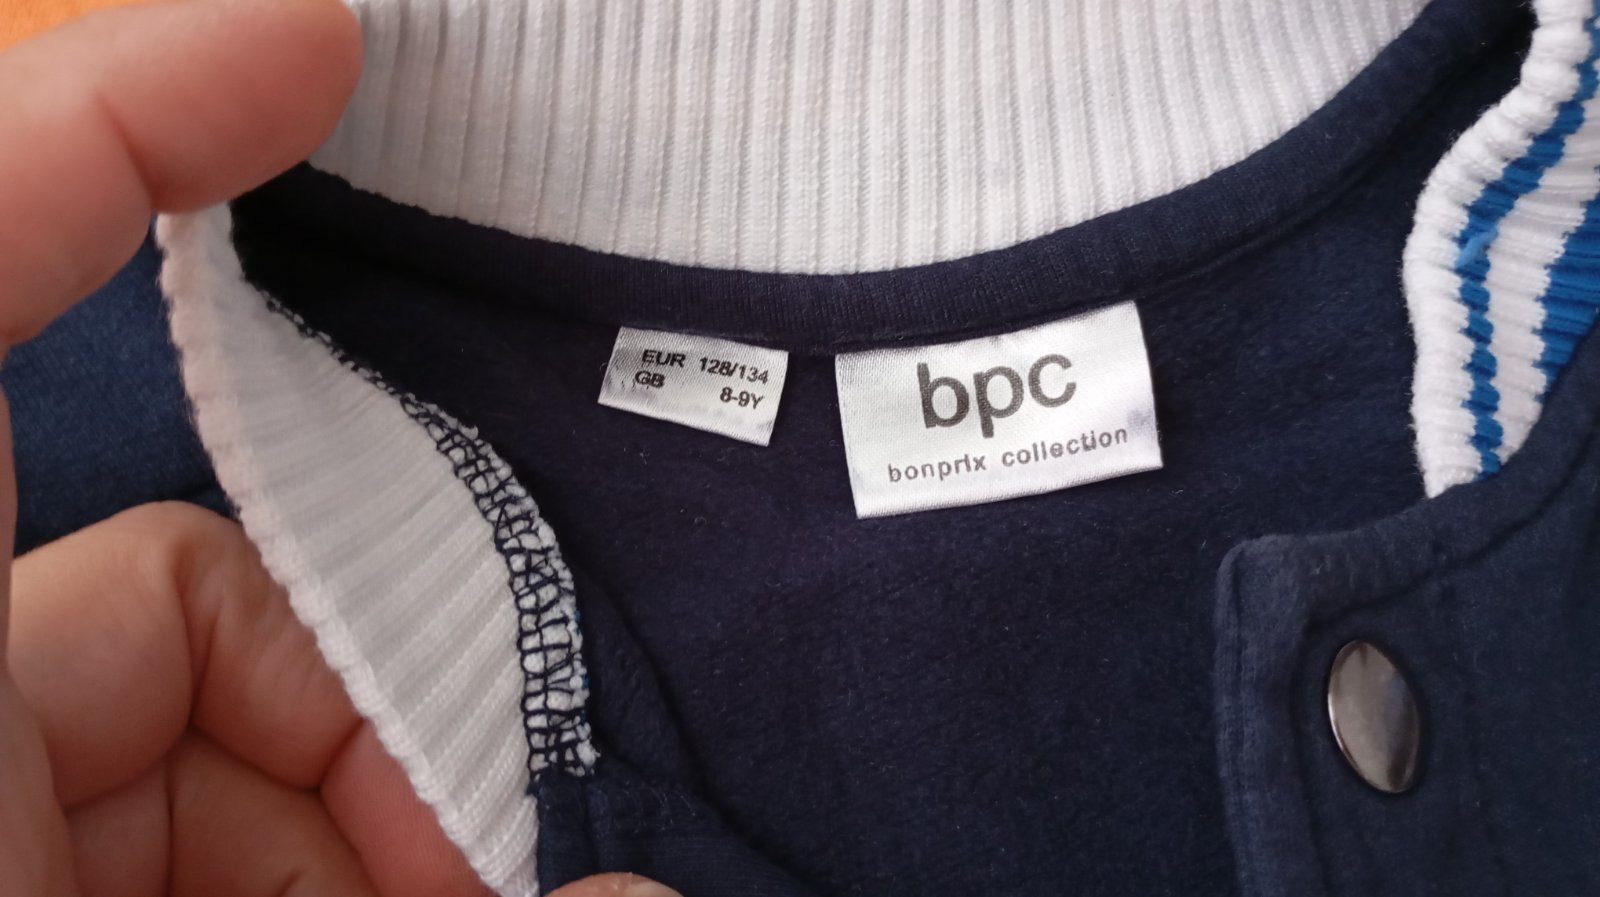 EUR 128/134
GB 8-9Y
bpc
bonprix collection